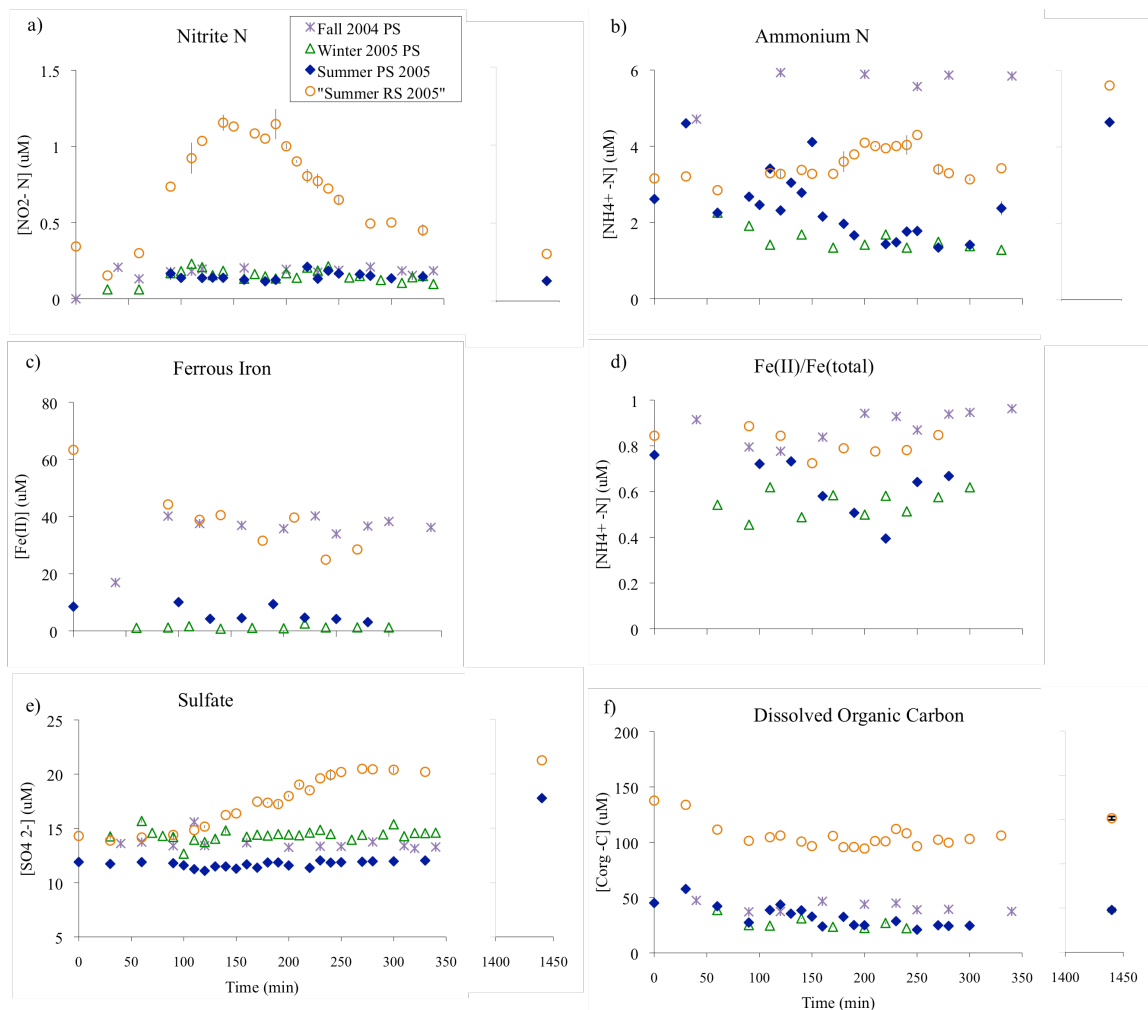 a)
Nitrite N
Fall 2004 PS
Winter 2005 PS
Summer PS 2005
"Summer RS 2005"
[NO2- N] (uM)
1.5
1
0.5
0
b)
Ammonium N
[NH4+ -N] (uM)
6
4
2
0
c)
Ferrous Iron
[Fe(II)] (uM)
80
60
40
20
0
d)
Fe(II)/Fe(total)
[NH4+ -N] (uM)
1
0.8
0.6
0.4
0.2
0
e)
Sulfate
[SO4 2-] (uM)
25
20
15
10
5
0 50 100 150 200 250 300 350 1400 1450
Time (min)
f)
Dissolved Organic Carbon
[Corg -C] (uM)
200
150
100
50
0
0 50 100 150 200 250 300 350 1400 1450
Time (min)